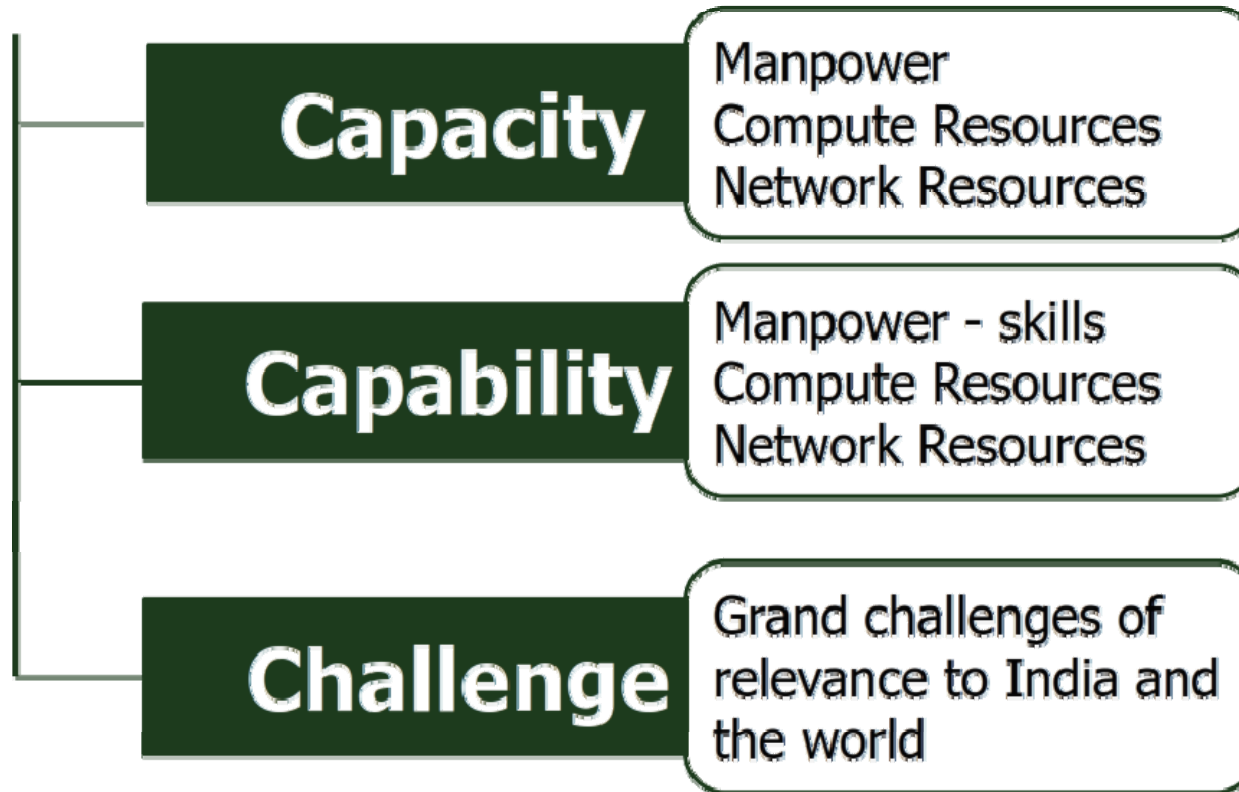 Capacity
Manpower
Compute Resources
Network Resources
Capability
Manpower - skills
Compute Resources
Network Resources
Challenge
Grand challenges of
relevance to India and
the world